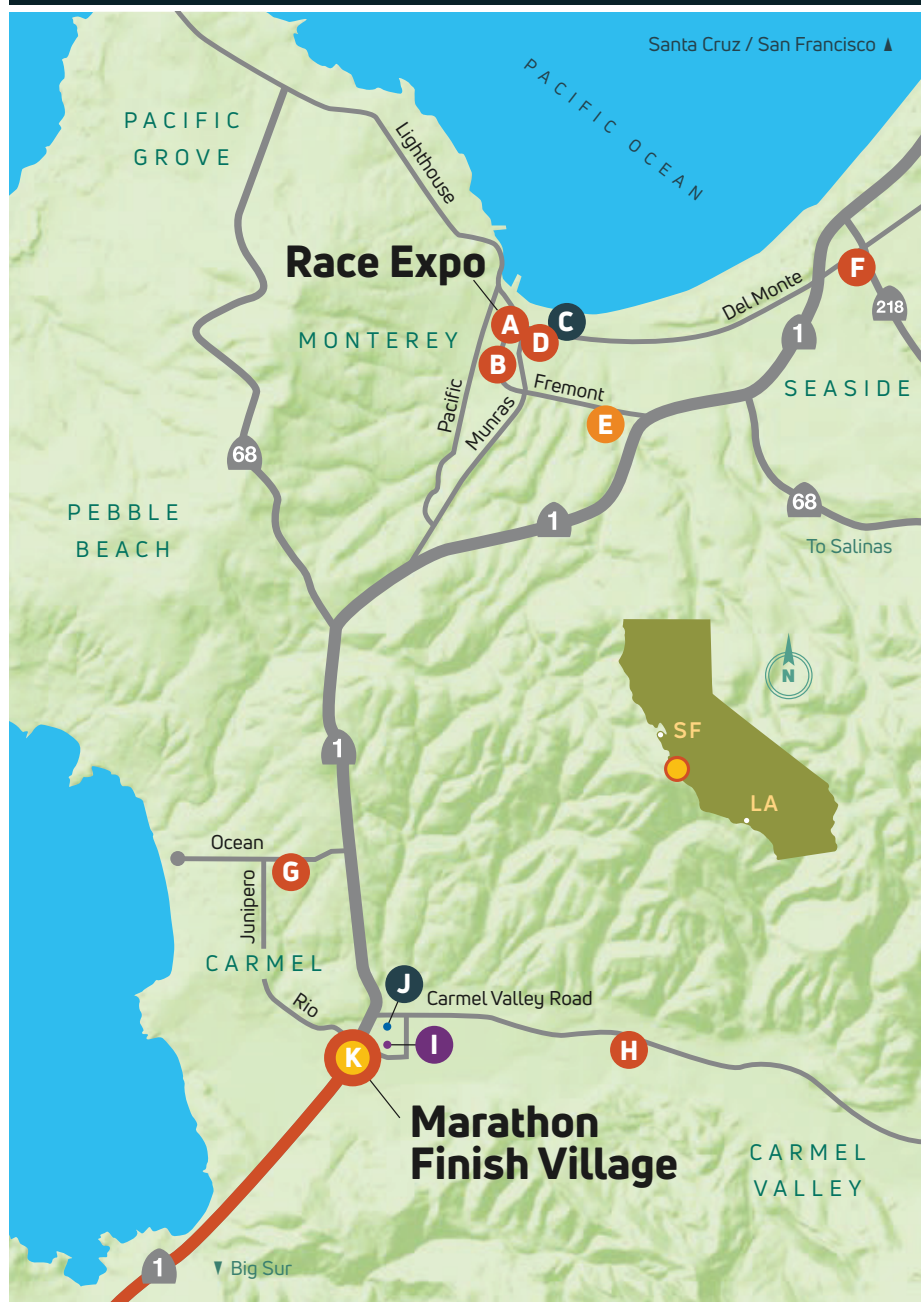 Santa Cruz / San Francisco ▲
PACIFIC OCEAN
PACIFIC
GROVE
Lighthouse
Race Expo
F
Del Monte
218
A
C
D
1
MONTEREY
B
Fremont
SEASIDE
Pacific
Munras
E
68
68
1
PEBBLE
BEACH
To Salinas
N
SF
1
LA
Ocean
G
Junipero
CARMEL
J
Rio
Carmel Valley Road
I
H
K
Marathon
Finish Village
CARMEL
VALLEY
1
▼ Big Sur